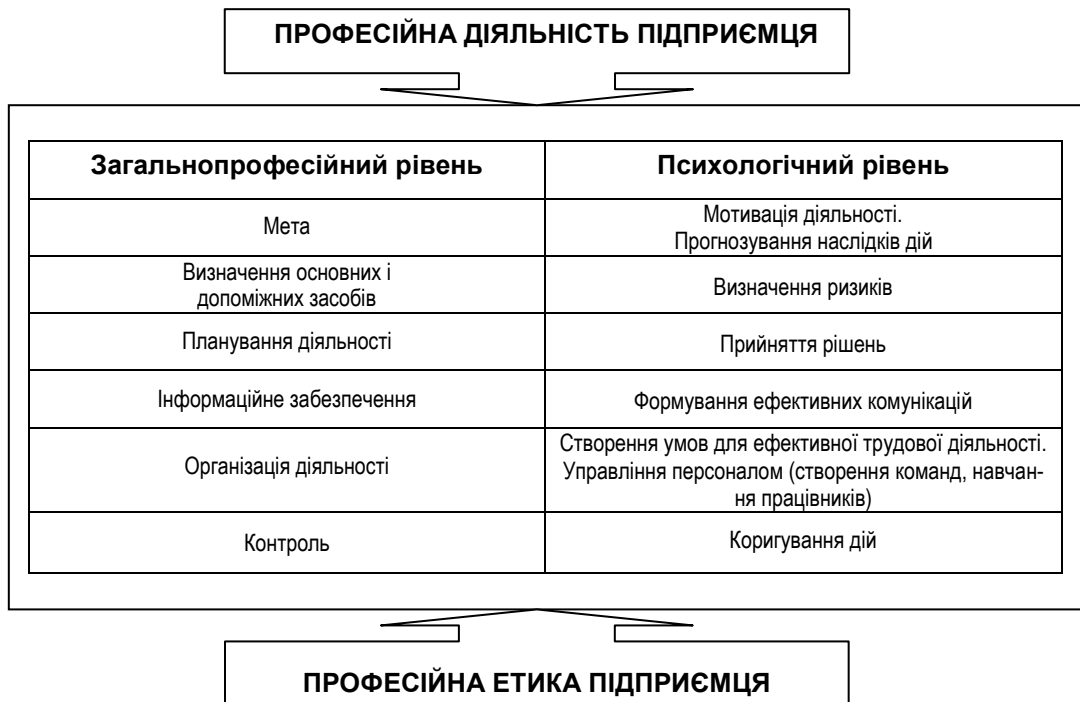 ПРОФЕСІЙНА ДІЯЛЬНІСТЬ ПІДПРИЄМЦЯ
Загальнопрофесійний рівень
Психологічний рівень
Мета
Мотивація діяльності.
Прогнозування наслідків дій
Визначення основних і
допоміжних засобів
Визначення ризиків
Планування діяльності
Прийняття рішень
Інформаційне забезпечення
Формування ефективних комунікацій
Організація діяльності
Створення умов для ефективної трудової діяльності.
Управління персоналом (створення команд, навчан-
ня працівників)
Контроль
Коригування дій
ПРОФЕСІЙНА ЕТИКА ПІДПРИЄМЦЯ